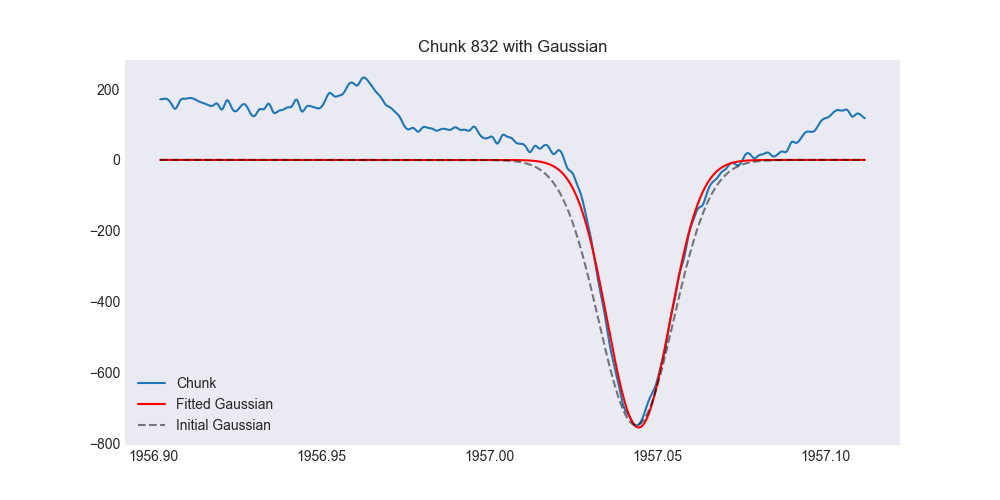 Chunk 832 with Gaussian
200
0
−200
−400
−600
−800
Chunk
Fitted Gaussian
Initial Gaussian
1956.90 1956.95 1957.00 1957.05 1957.10